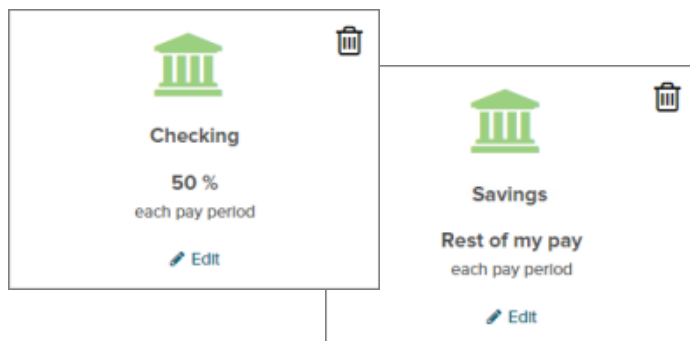 Checking
50 %
each pay period
Edit
Savings
Rest of my pay
each pay period
Edit